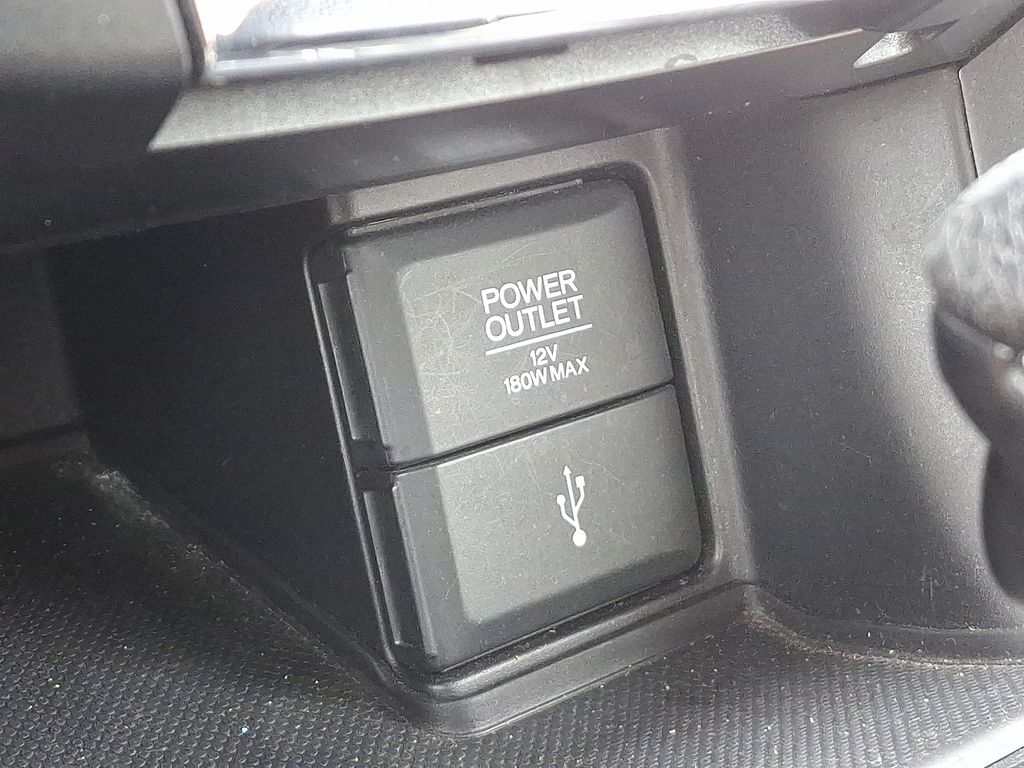 POWER
OUTLET
12V
180W MAX